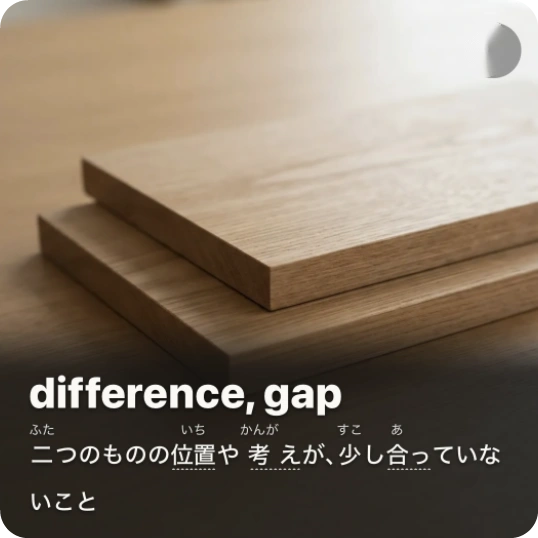 difference, gap
ふた いち かんが すこ あ
二つのものの位置や考えが、少し合っていな
いこと